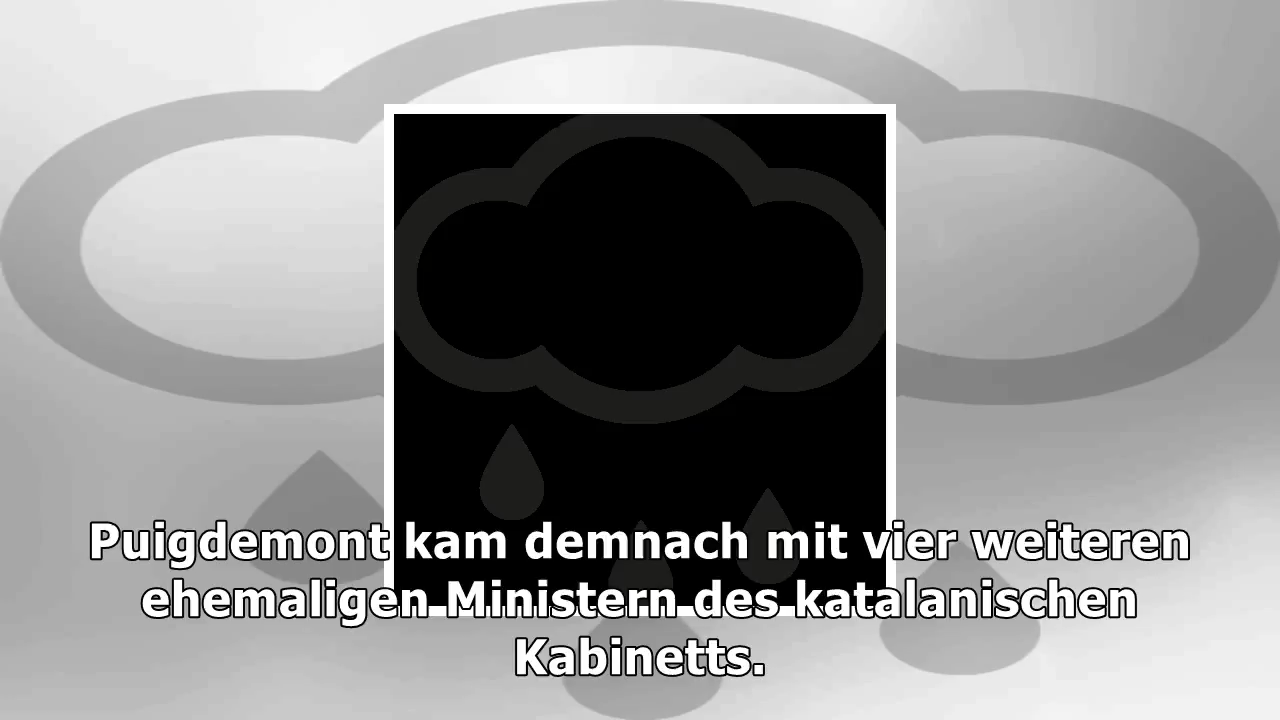 Puigdemont kam demnach mit vier weiteren
ehemaligen Ministern des katalanischen
Kabinetts.